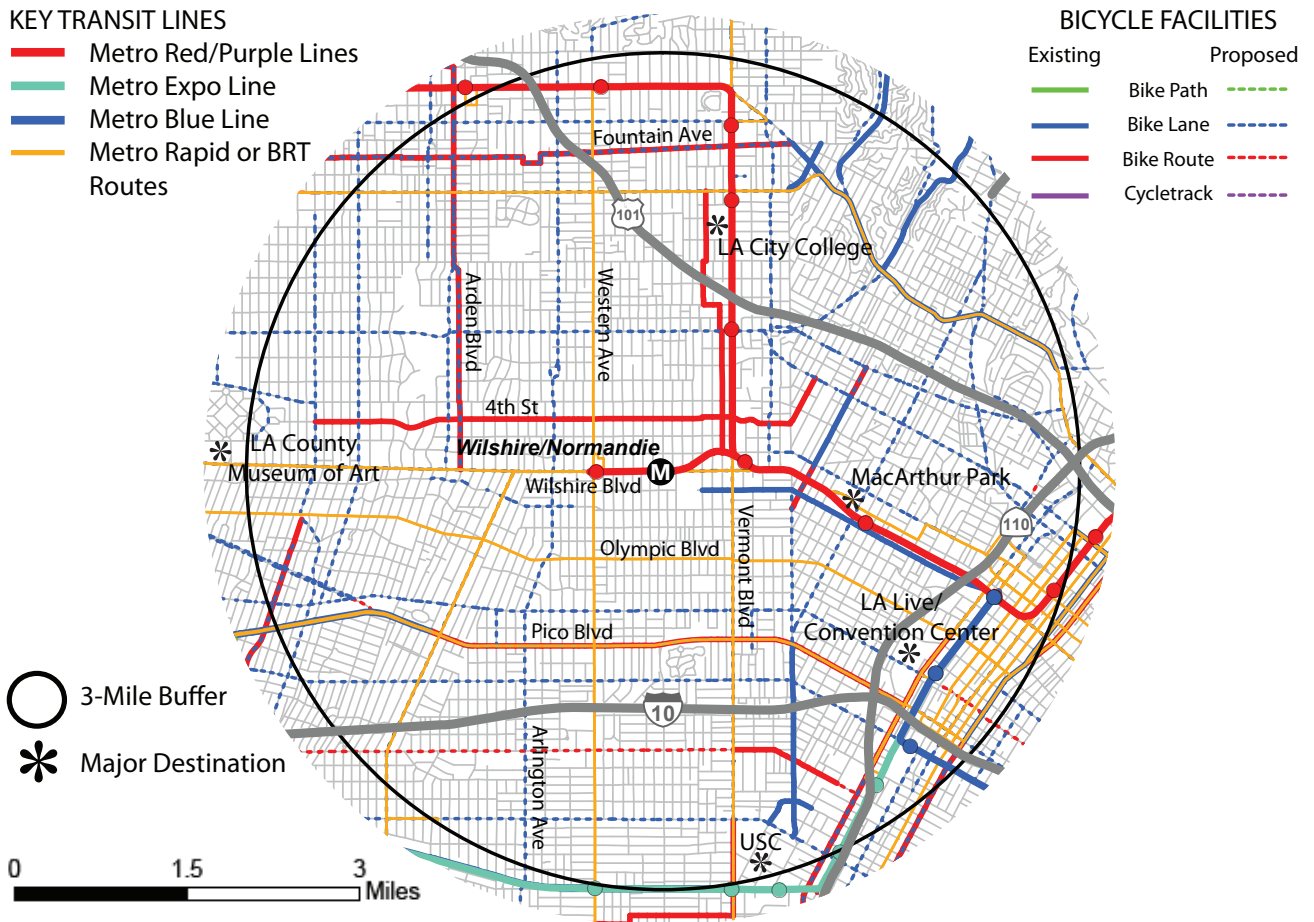 KEY TRANSIT LINES
Metro Red/Purple Lines
Metro Expo Line
Metro Blue Line
Metro Rapid or BRT
Routes
BICYCLE FACILITIES
Existing
Proposed
Bike Path
Bike Lane
Bike Route
Cycletrack
Fountain Ave
101
LA City College
Arden Blvd
Western Ave
4th St
Wilshire/Normandie
LA County
Museum of Art
M
Wilshire Blvd
MacArthur Park
110
Vermont Blvd
Olympic Blvd
LA Live/
Convention Center
Pico Blvd
10
Arlington Ave
USC
3-Mile Buffer
Major Destination
0 1.5 3
Miles